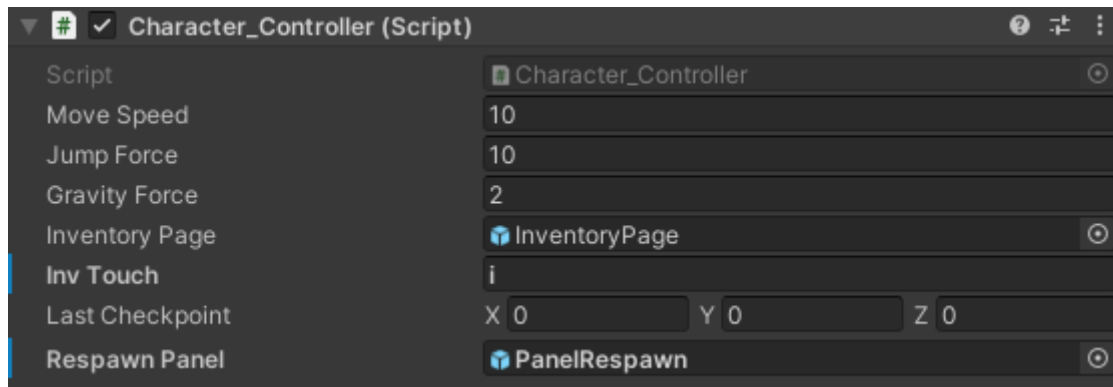 # Character_Controller (Script)
Script # Character_Controller
Move Speed 10
Jump Force 10
Gravity Force 2
Inventory Page InventoryPage
Inv Touch i
Last Checkpoint X 0 Y 0 Z 0
Respawn Panel PanelRespawn